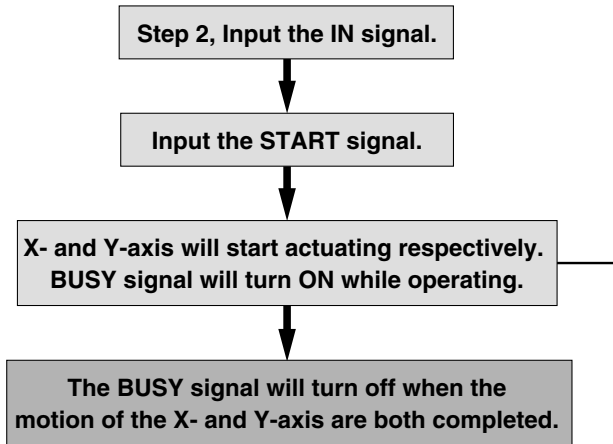 Step 2, Input the IN signal.
Input the START signal.
X- and Y-axis will start actuating respectively.
BUSY signal will turn ON while operating.
The BUSY signal will turn off when the
motion of the X- and Y-axis are both completed.